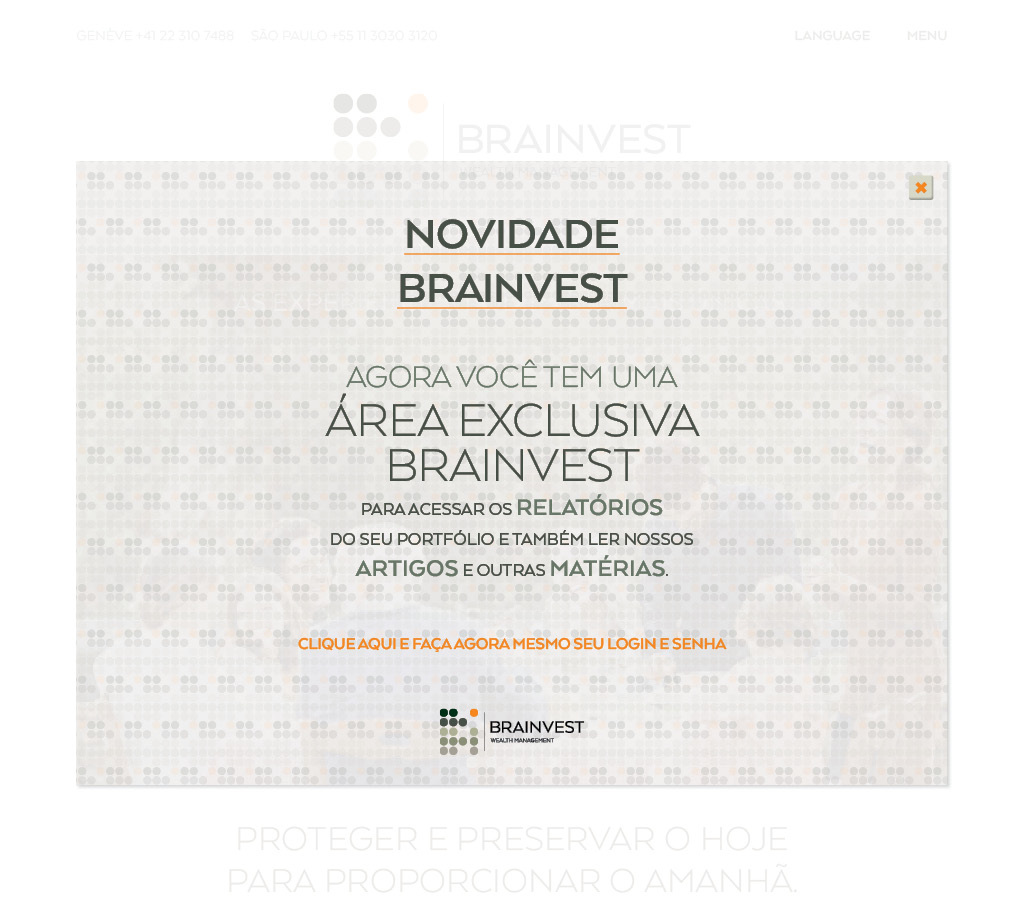 GENÈVE +41 22 310 7488 SÃO PAULO +55 11 3030 3120
LANGUAGE MENU
BRAINVEST
NOVIDADE
BRAINVEST
AGORA VOCÊ TEM UMA
ÁREA EXCLUSIVA
BRAINVEST
PARA ACESSAR OS RELATÓRIOS
DO SEU PORTFÓLIO E TAMBÉM LER NOSSOS
ARTIGOS E OUTRAS MATÉRIAS.
CLIQUE AQUI E FAÇA AGORA MESMO SEU LOGIN E SENHA
BRAINVEST
WEALTH MANAGEMENT
PROTEGER E PRESERVAR O HOJE
PARA PROPORCIONAR O AMANHÃ.